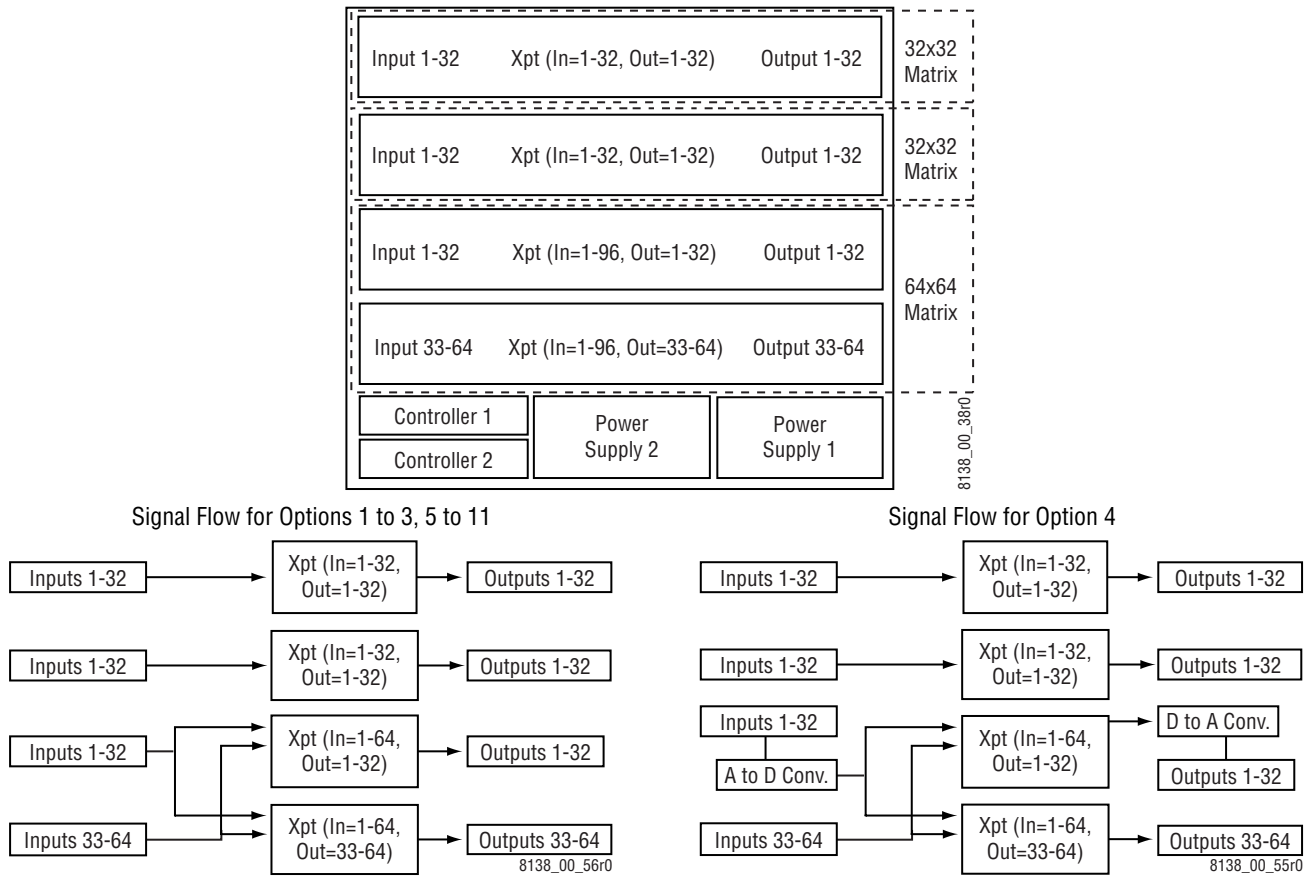 Input 1-32 Xpt (In=1-32, Out=1-32) Output 1-32
32x32
Matrix
Input 1-32 Xpt (In=1-32, Out=1-32) Output 1-32
32x32
Matrix
Input 1-32 Xpt (In=1-96, Out=1-32) Output 1-32
64x64
Matrix
Input 33-64 Xpt (In=1-96, Out=33-64) Output 33-64
Controller 1
Controller 2
Power
Supply 2
Power
Supply 1
8138_00_38r0
Signal Flow for Options 1 to 3, 5 to 11
Inputs 1-32
Xpt (In=1-32,
Out=1-32)
Outputs 1-32
Inputs 1-32
Xpt (In=1-32,
Out=1-32)
Outputs 1-32
Inputs 1-32
Xpt (In=1-64,
Out=1-32)
Outputs 1-32
Inputs 33-64
Xpt (In=1-64,
Out=33-64)
Outputs 33-64
8138_00_56r0
Signal Flow for Option 4
Inputs 1-32
Xpt (In=1-32,
Out=1-32)
Outputs 1-32
Inputs 1-32
Xpt (In=1-32,
Out=1-32)
Outputs 1-32
Inputs 1-32
A to D Conv.
Xpt (In=1-64,
Out=1-32)
D to A Conv.
Outputs 1-32
Inputs 33-64
Xpt (In=1-64,
Out=33-64)
Outputs 33-64
8138_00_55r0